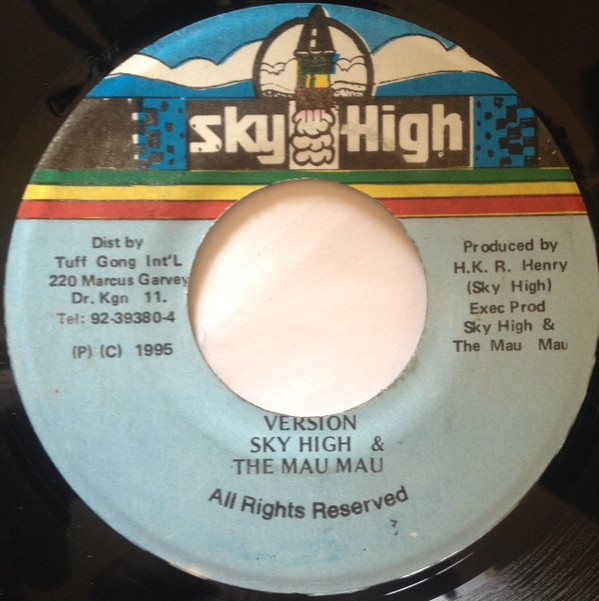 sky High
Dist by
Tuff Gong Int'L
220 Marcus Garvey
Dr. Kgn 11.
Tel: 92-39380-4
(P) (C) 1995
Produced by
H.K. R. Henry
(Sky High)
Exec Prod
Sky High &
The Mau Mau
VERSION
SKY HIGH &
THE MAU MAU
All Rights Reserved